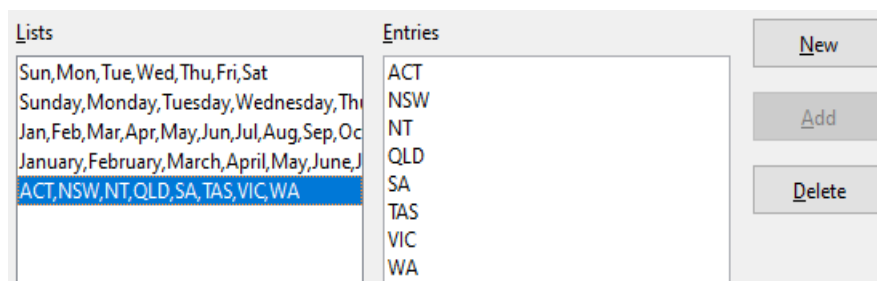 Lists
Entries
New
Sun,Mon,Tue,Wed,Thu,Fri,Sat
Sunday,Monday,Tuesday,Wednesday,Thu
Jan,Feb,Mar,Apr,May,Jun,Jul,Aug,Sep,Oc
January,February,March,April,May,June,J
ACT,NSW,NT,QLD,SA,TAS,VIC,WA
ACT
NSW
NT
QLD
SA
TAS
VIC
WA
Add
Delete